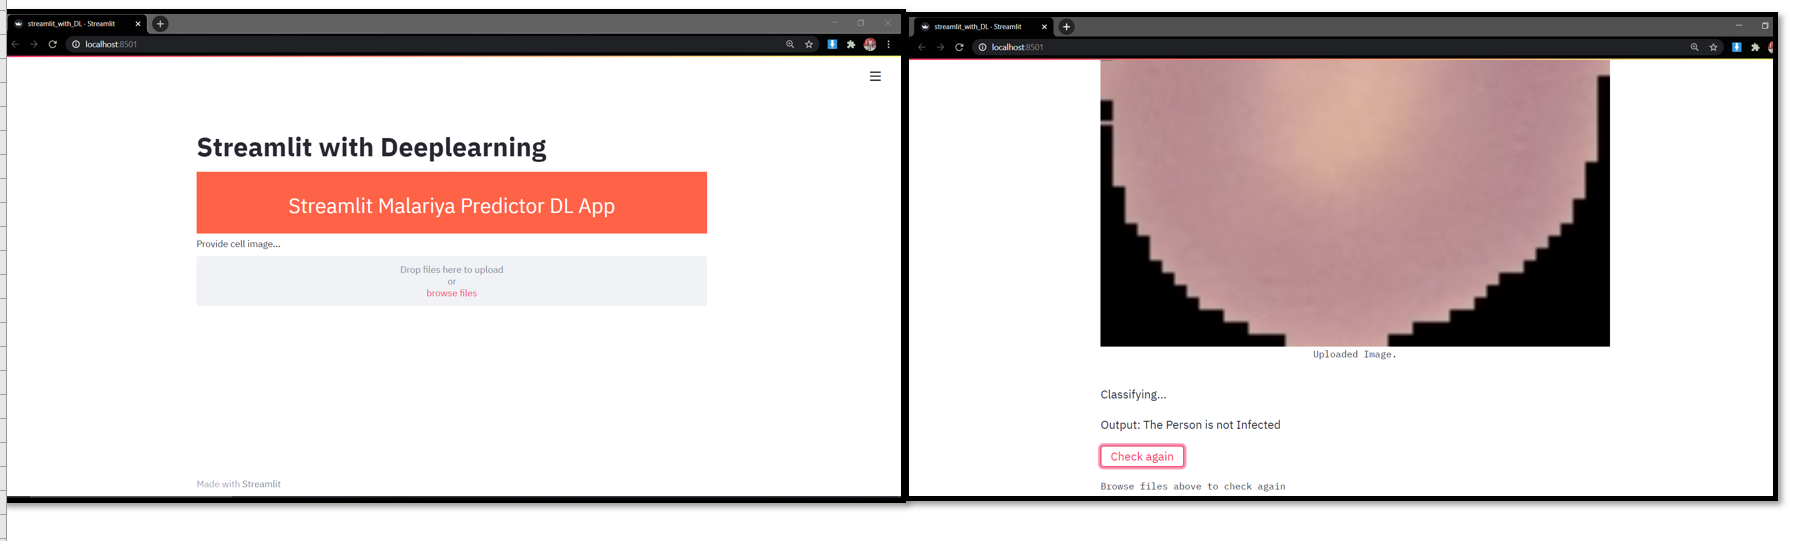 streamlit_with_DL · Streamlit
localhost:8501
Streamlit with Deeplearning
Streamlit Malariya Predictor DL App
Provide cell image...
Drop files here to upload
or
browse files
Made with Streamlit
streamlit_with_DL · Streamlit
localhost:8501
Uploaded Image.
Classifying...
Output: The Person is not Infected
Check again
Browse files above to check again